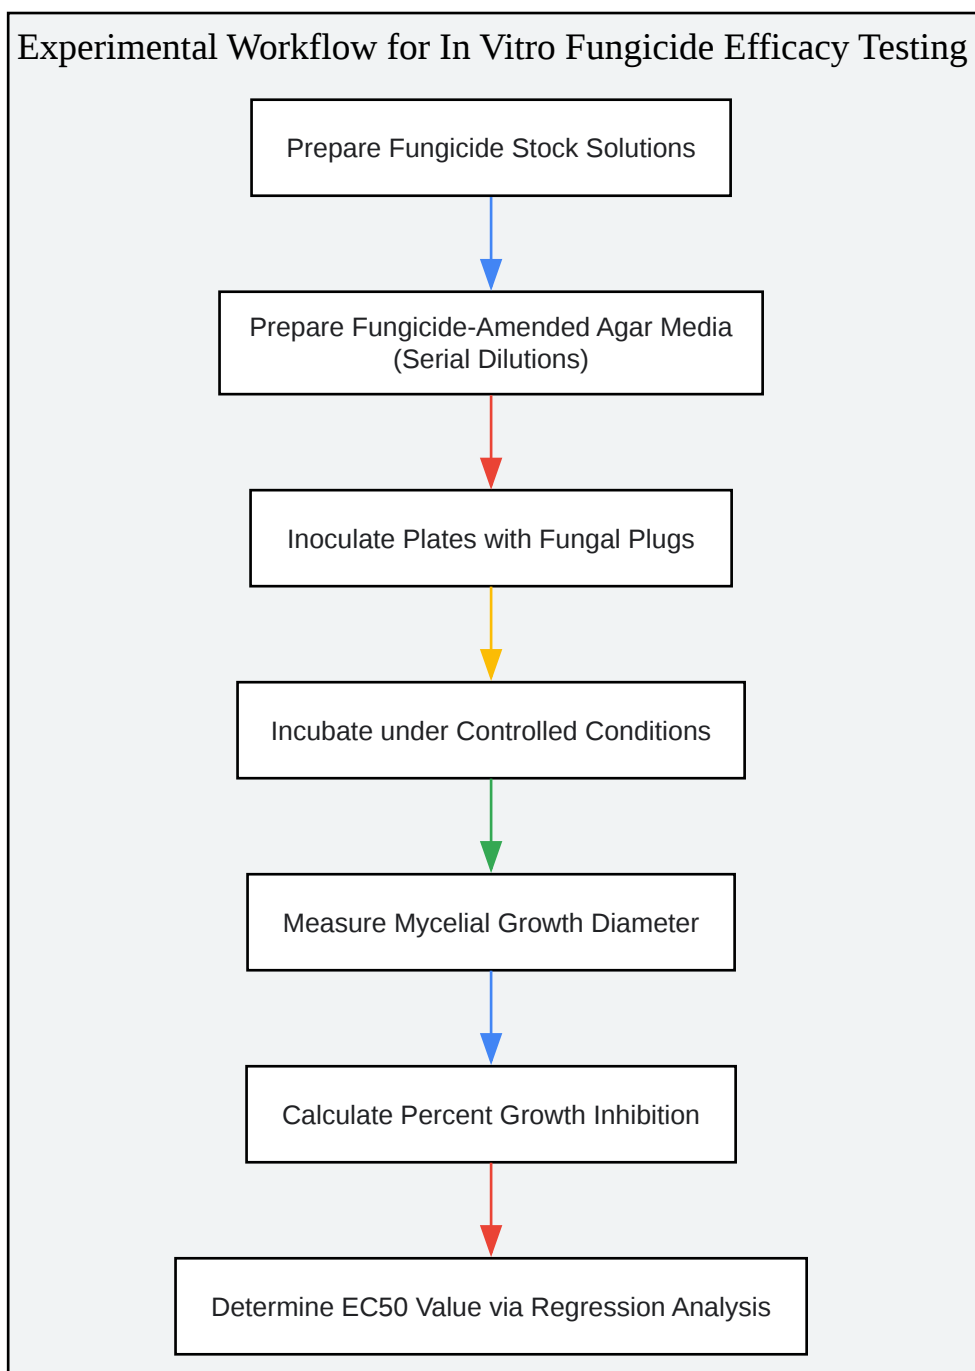 Experimental Workflow for In Vitro Fungicide Efficacy Testing
Prepare Fungicide Stock Solutions
Prepare Fungicide-Amended Agar Media
(Serial Dilutions)
Inoculate Plates with Fungal Plugs
Incubate under Controlled Conditions
Measure Mycelial Growth Diameter
Calculate Percent Growth Inhibition
Determine EC50 Value via Regression Analysis